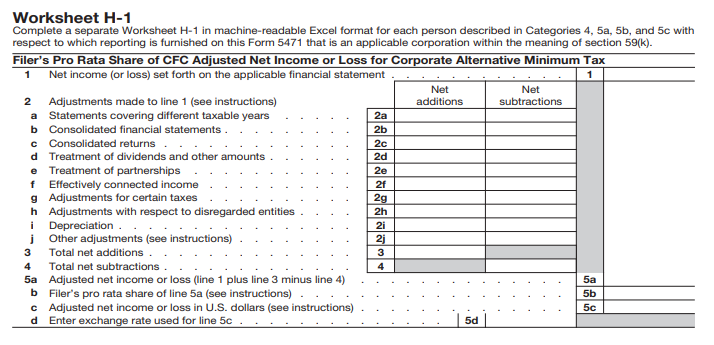 Worksheet H-1
Complete a separate Worksheet H-1 in machine-readable Excel format for each person described in Categories 4, 5a, 5b, and 5c with
respect to which reporting is furnished on this Form 5471 that is an applicable corporation within the meaning of section 59(k).
Filer's Pro Rata Share of CFC Adjusted Net Income or Loss for Corporate Alternative Minimum Tax
1 Net income (or loss) set forth on the applicable financial statement . . . . . . . . . . . 1
Net additions Net subtractions
2 Adjustments made to line 1 (see instructions)
a Statements covering different taxable years . . . . . 2a
b Consolidated financial statements . . . . . . . . . 2b
c Consolidated returns . . . . . . . . . . . . . 2c
d Treatment of dividends and other amounts . . . . . . 2d
e Treatment of partnerships . . . . . . . . . . . 2e
f Effectively connected income . . . . . . . . . . 2f
g Adjustments for certain taxes . . . . . . . . . . 2g
h Adjustments with respect to disregarded entities . . . . 2h
i Depreciation . . . . . . . . . . . . . . . . 2i
j Other adjustments (see instructions) . . . . . . . . 2j
3 Total net additions . . . . . . . . . . . . . . 3
4 Total net subtractions . . . . . . . . . . . . . 4
5a Adjusted net income or loss (line 1 plus line 3 minus line 4) . . . . . . . . . . . . . 5a
b Filer's pro rata share of line 5a (see instructions) . . . . . . . . . . . . . . . . 5b
c Adjusted net income or loss in U.S. dollars (see instructions) . . . . . . . . . . . . . 5c
d Enter exchange rate used for line 5c . . . . . . . . . . . . . 5d